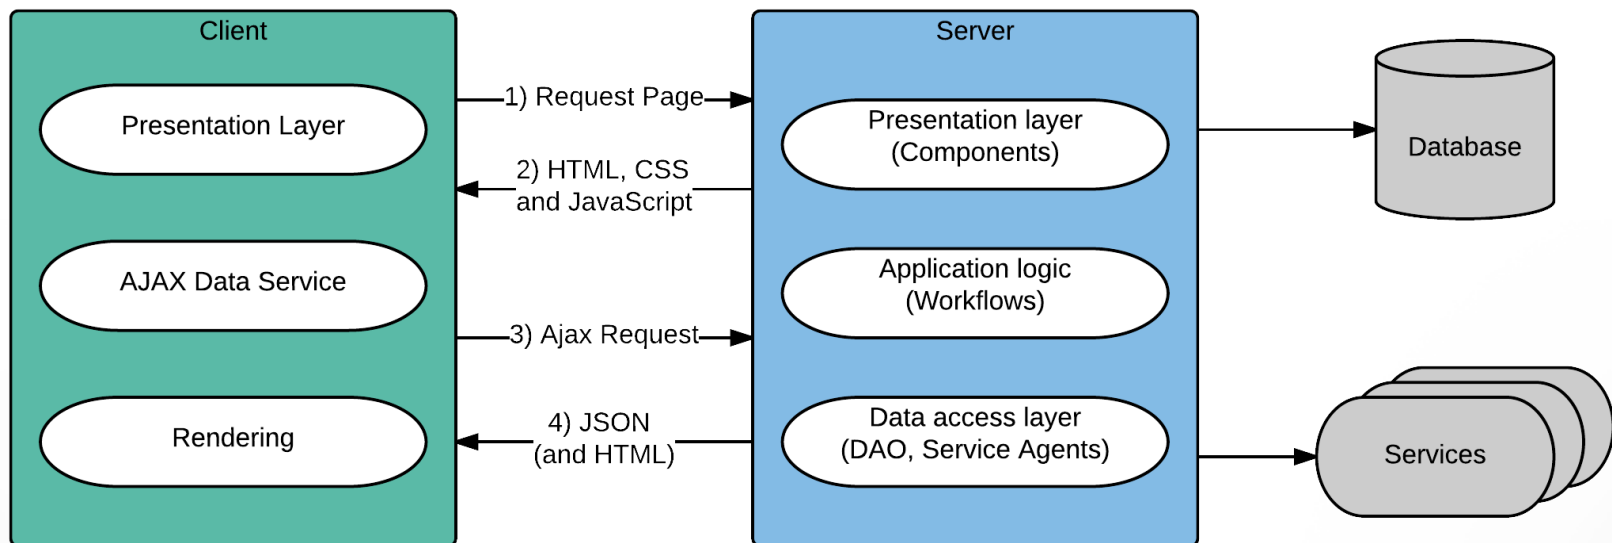 Client
Presentation Layer
AJAX Data Service
Rendering
1) Request Page
2) HTML, CSS
and JavaScript
3) Ajax Request
4) JSON
(and HTML)
Server
Presentation layer
(Components)
Application logic
(Workflows)
Data access layer
(DAO, Service Agents)
Database
Services